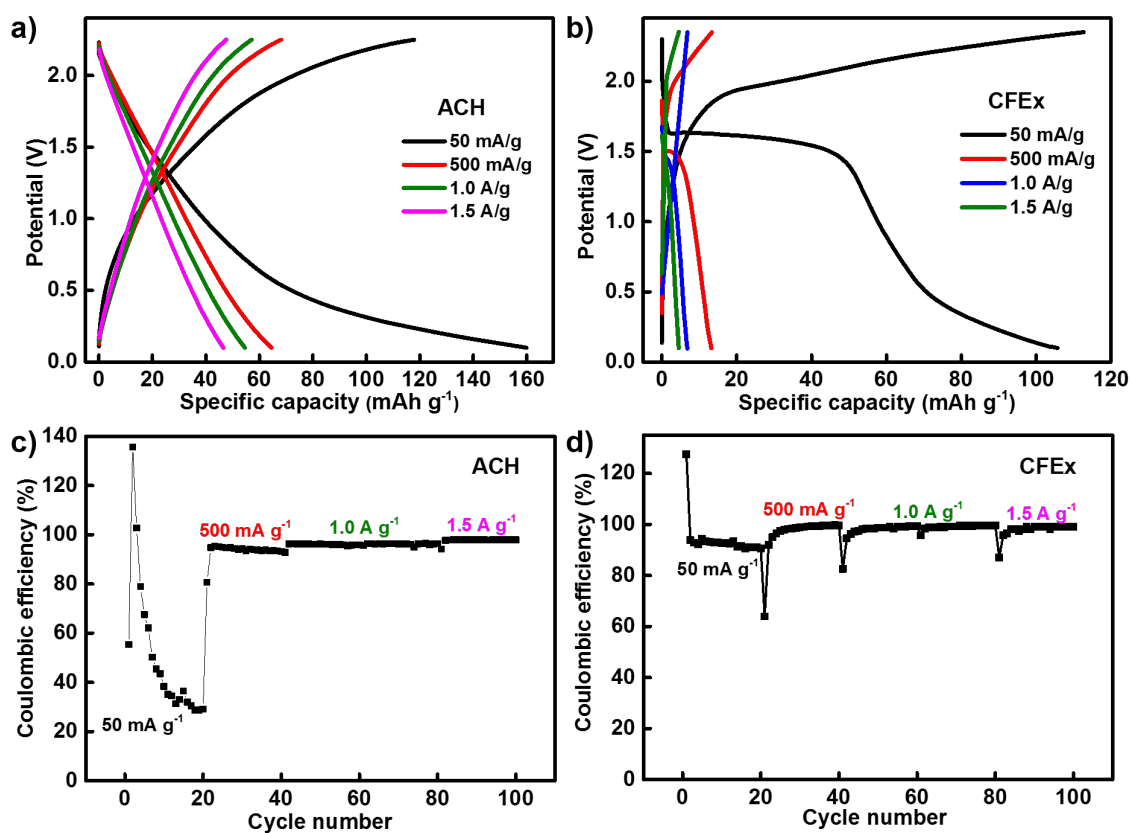 a)
ACH
50 mA/g
500 mA/g
1.0 A/g
1.5 A/g
Potential (V)
2.0
1.5
1.0
0.5
0.0
0 20 40 60 80 100 120 140 160
Specific capacity (mAh g⁻¹)
b)
CFEx
50 mA/g
500 mA/g
1.0 A/g
1.5 A/g
Potential (V)
2.0
1.5
1.0
0.5
0.0
0 20 40 60 80 100 120
Specific capacity (mAh g⁻¹)
c)
ACH
500 mA g⁻¹
1.0 A g⁻¹
1.5 A g⁻¹
50 mA g⁻¹
Coulombic efficiency (%)
140
120
100
80
60
40
20
0
0 20 40 60 80 100
Cycle number
d)
CFEx
500 mA g⁻¹
1.0 A g⁻¹
1.5 A g⁻¹
50 mA g⁻¹
Coulombic efficiency (%)
120
100
80
60
40
20
0
0 20 40 60 80 100
Cycle number